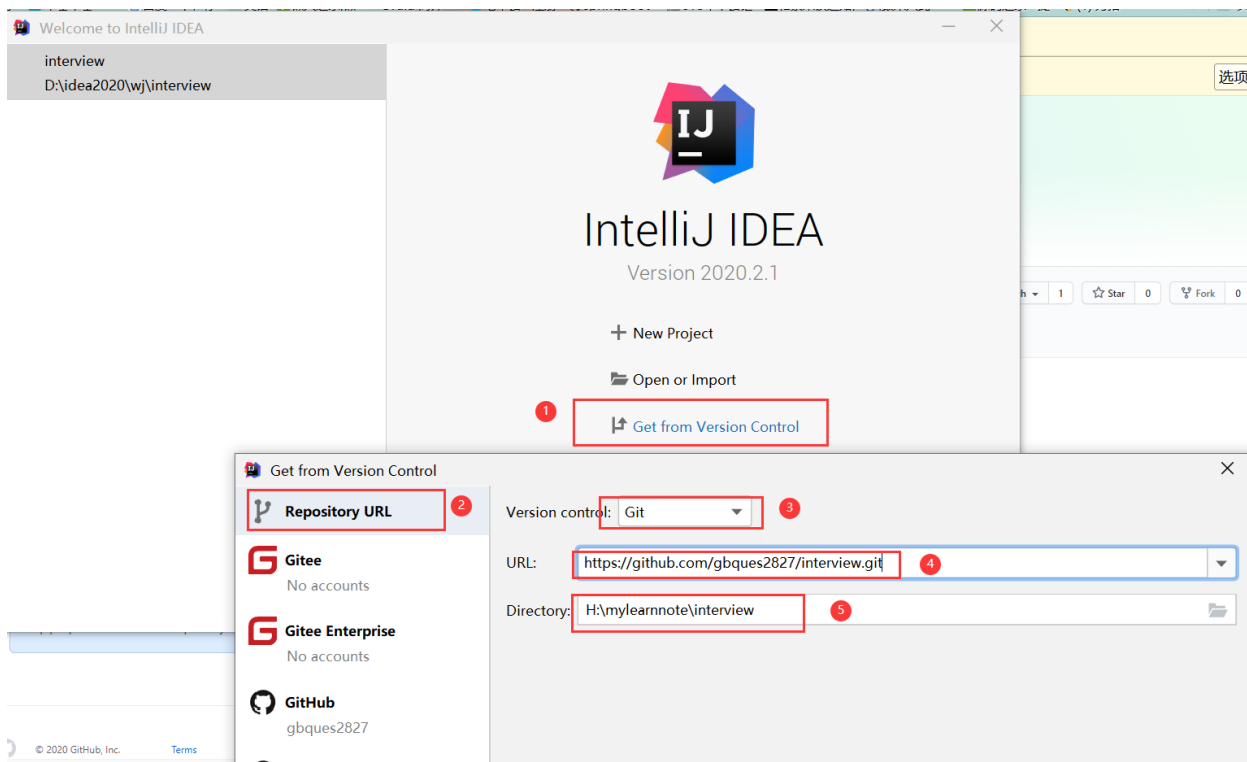 Welcome to IntelliJ IDEA
interview
D:\idea2020\wj\interview
选项
IJ
IntelliJ IDEA
Version 2020.2.1
1
Star 0
Fork 0
New Project
Open or Import
1
Get from Version Control
Get from Version Control
Repository URL
2
Version control: Git
3
URL: https://github.com/gbques2827/interview.git
4
Directory: H:\mylearnnote\interview
5
Gitee
No accounts
Gitee Enterprise
No accounts
GitHub
gbques2827
© 2020 GitHub, Inc.
Terms